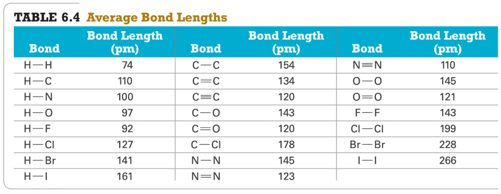 TABLE 6.4 Average Bond Lengths
Bond Bond Length (pm) Bond Bond Length (pm) Bond Bond Length (pm)
H—H 74 C—C 154 N≡N 110
H—C 110 C═C 134 O—O 145
H—N 100 C≡C 120 O═O 121
H—O 97 C—O 143 F—F 143
H—F 92 C═O 120 Cl—Cl 199
H—Cl 127 C—Cl 178 Br—Br 228
H—Br 141 N—N 145 I—I 266
H—I 161 N═N 123